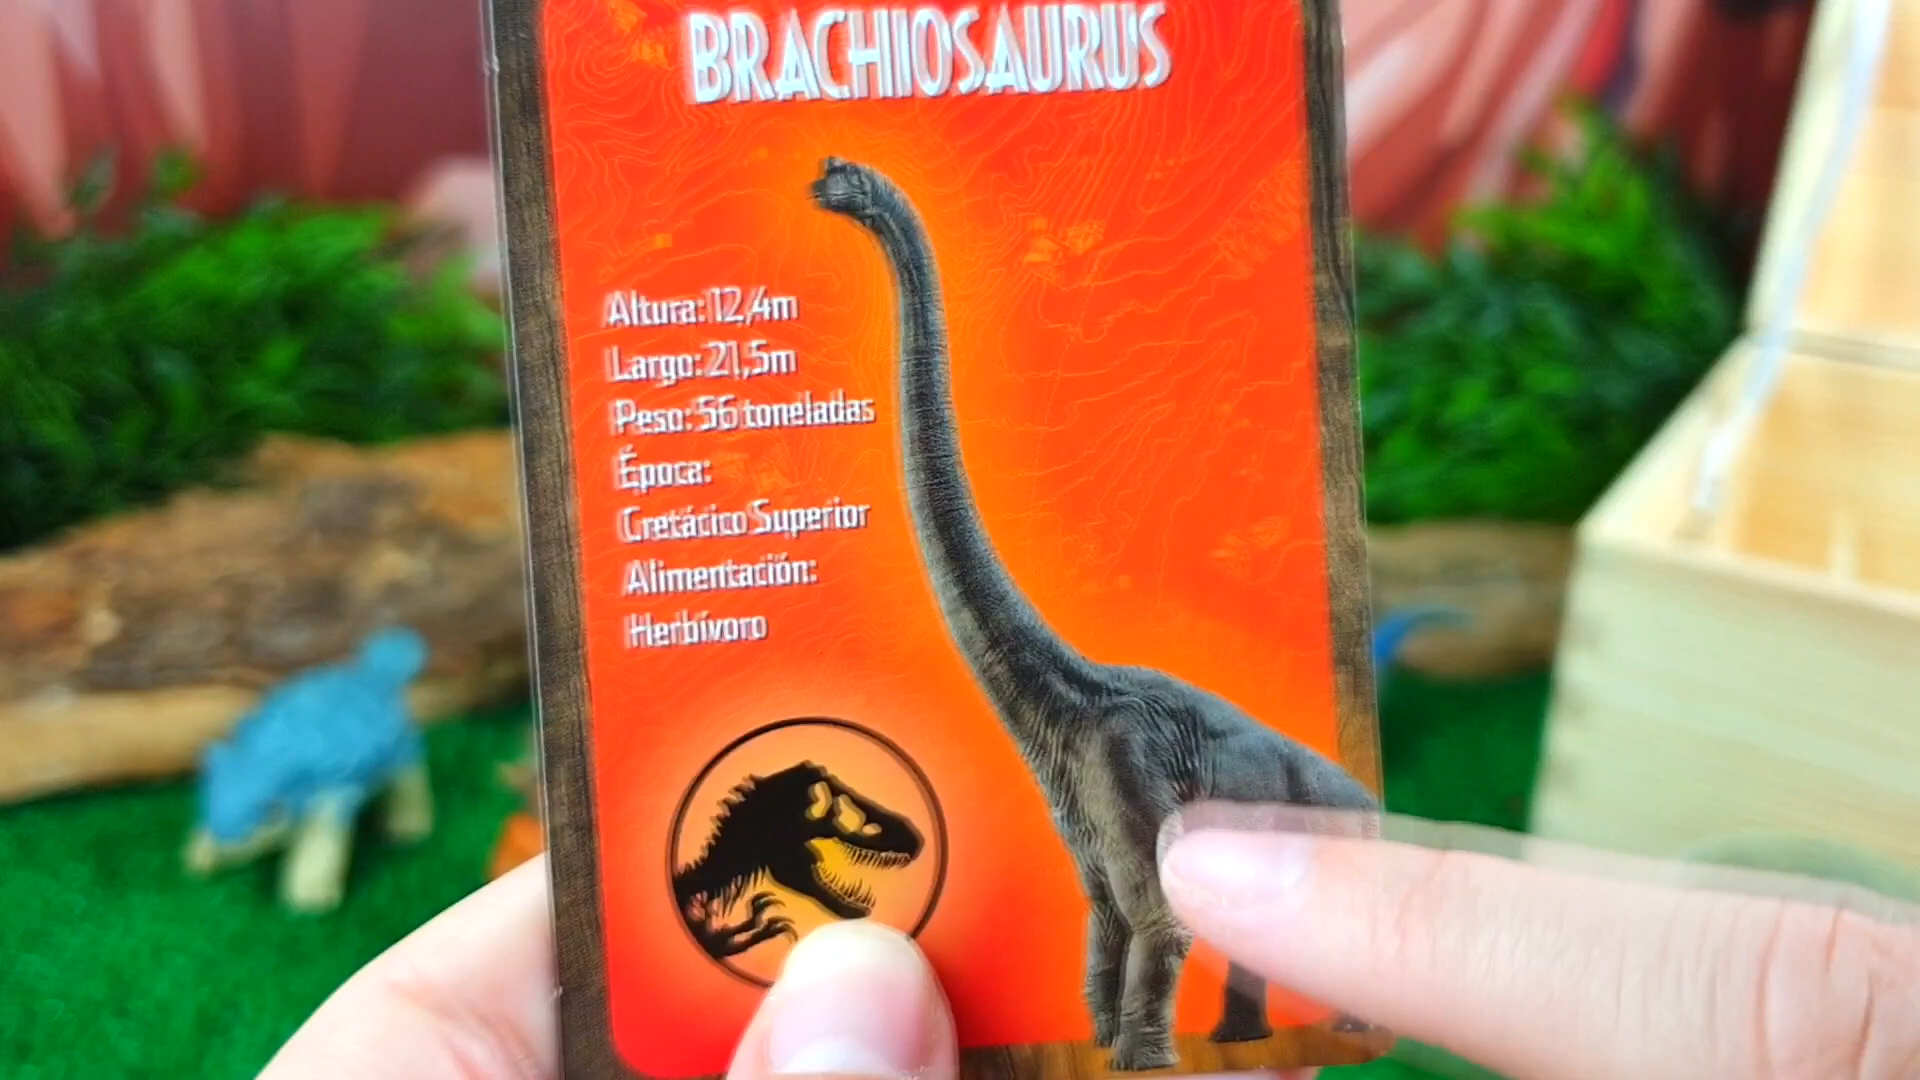 BRACHIOSAURUS
Altura: 12,4m
Largo: 21,5m
Peso: 56 toneladas
Época:
Cretácico Superior
Alimentación:
Herbívoro